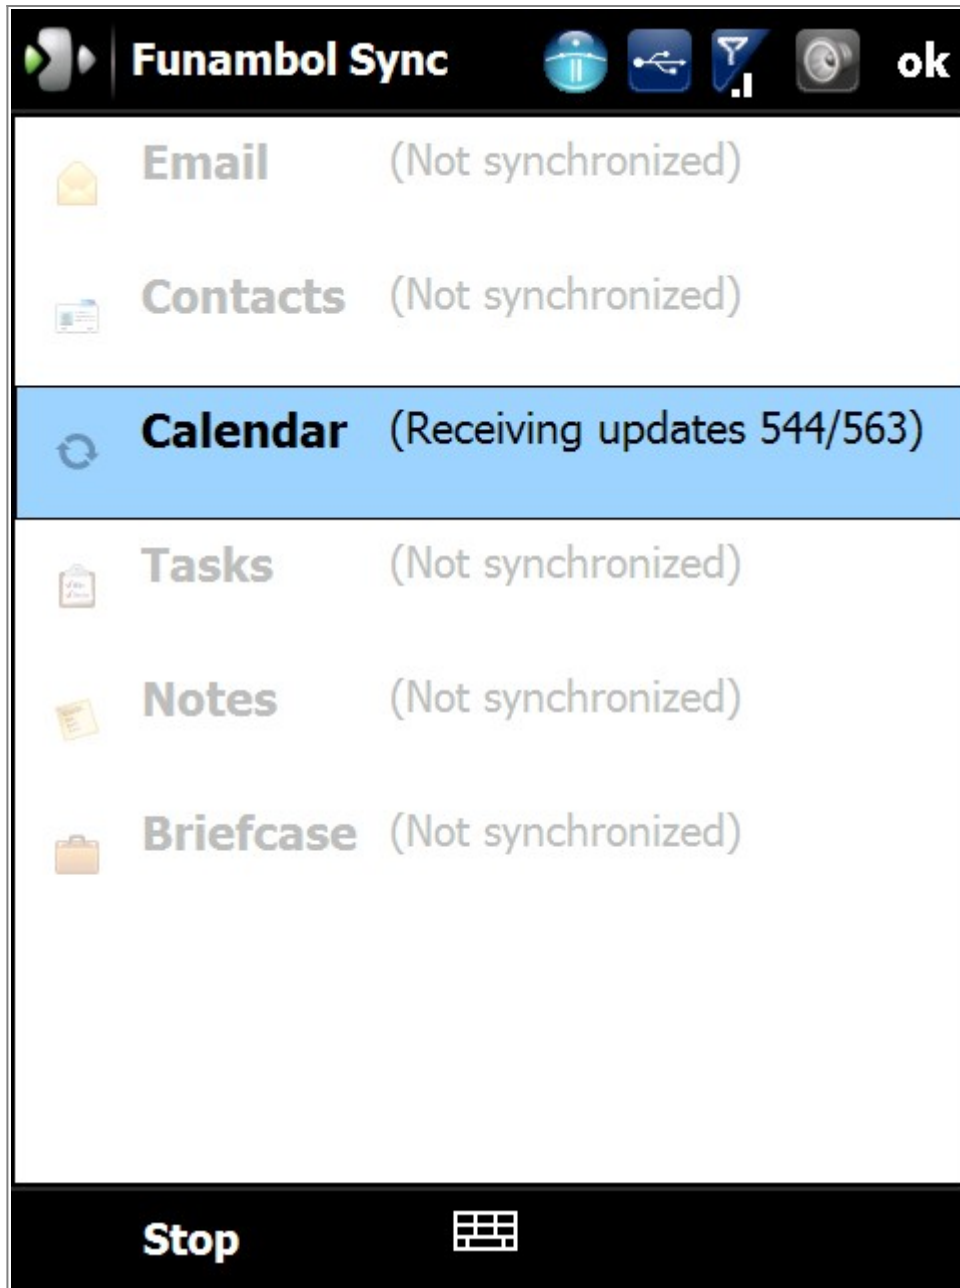 Funambol Sync ok
Email (Not synchronized)
Contacts (Not synchronized)
Calendar (Receiving updates 544/563)
Tasks (Not synchronized)
Notes (Not synchronized)
Briefcase (Not synchronized)
Stop